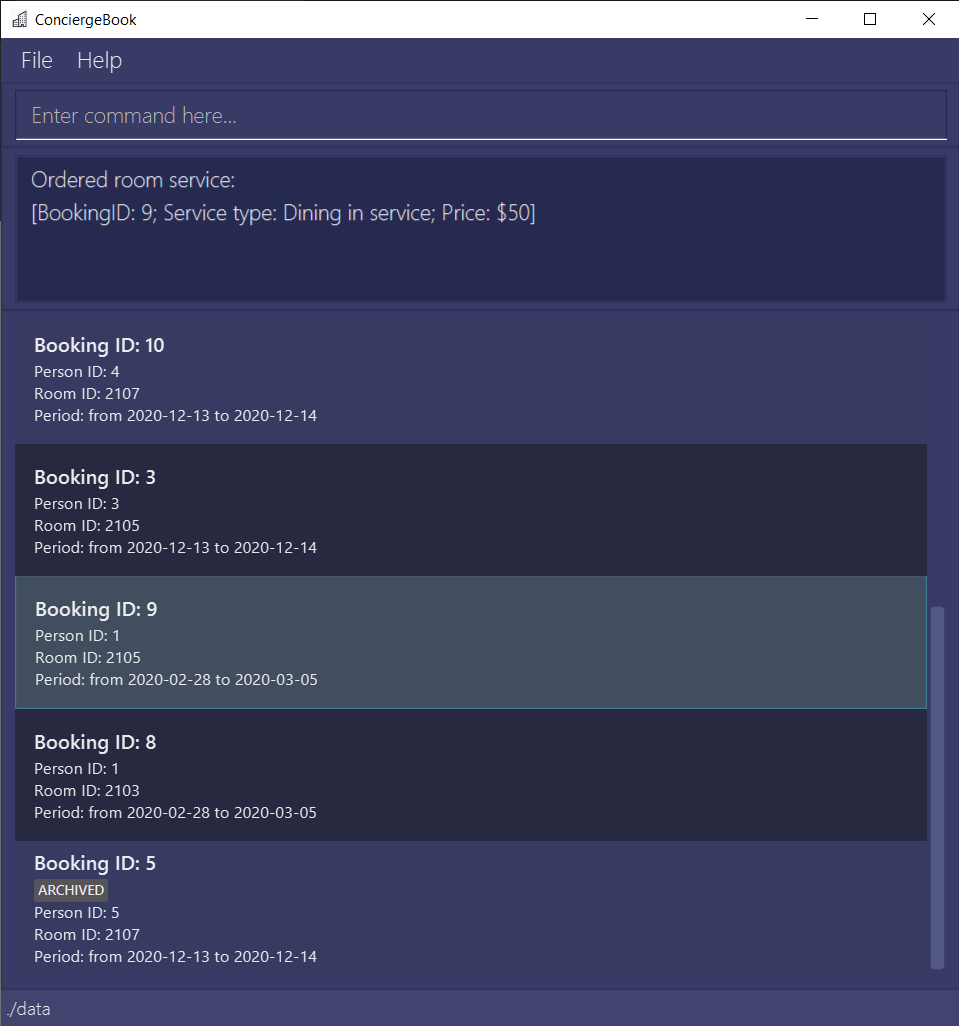 ConciergeBook
File Help
Enter command here...
Ordered room service:
[BookingID: 9; Service type: Dining in service; Price: $50]
Booking ID: 10
Person ID: 4
Room ID: 2107
Period: from 2020-12-13 to 2020-12-14
Booking ID: 3
Person ID: 3
Room ID: 2105
Period: from 2020-12-13 to 2020-12-14
Booking ID: 9
Person ID: 1
Room ID: 2105
Period: from 2020-02-28 to 2020-03-05
Booking ID: 8
Person ID: 1
Room ID: 2103
Period: from 2020-02-28 to 2020-03-05
Booking ID: 5
ARCHIVED
Person ID: 5
Room ID: 2107
Period: from 2020-12-13 to 2020-12-14
./data